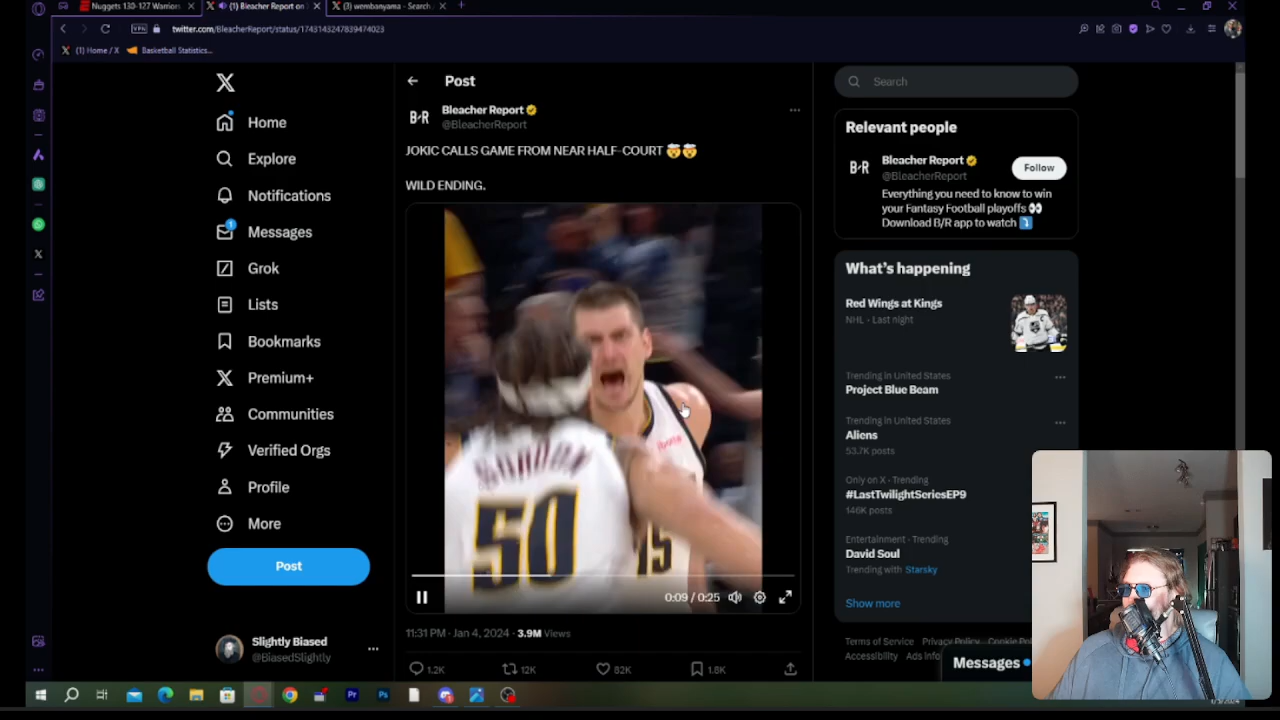 Nuggets 130-127 Warriors
(1) Bleacher Report on
(3) wembanyama - Search
VPN
twitter.com/BleacherReport/status/1743143247839474023
(1) Home / X
Basketball Statistics...
Home
Explore
Notifications
1
Messages
Grok
Lists
Bookmarks
Premium+
Communities
Verified Orgs
Profile
More
Post
Slightly Biased
@BiasedSlightly
Post
B/R
Bleacher Report
@BleacherReport
JOKIC CALLS GAME FROM NEAR HALF-COURT 🤯🤯
WILD ENDING.
GORDON
50
15
0:09 / 0:25
11:31 PM · Jan 4, 2024 · 3.9M Views
1.2K
12K
82K
1.8K
Search
Relevant people
B/R
Bleacher Report
@BleacherReport
Follow
Everything you need to know to win
your Fantasy Football playoffs 👀
Download B/R app to watch ⤵️
What's happening
Red Wings at Kings
NHL · Last night
Trending in United States
Project Blue Beam
Trending in United States
Aliens
53.7K posts
Only on X · Trending
#LastTwilightSeriesEP9
146K posts
Entertainment · Trending
David Soul
Trending with Starsky
Show more
Terms of Service
Privacy Policy
Cookie
Accessibility
Ads info
Messages